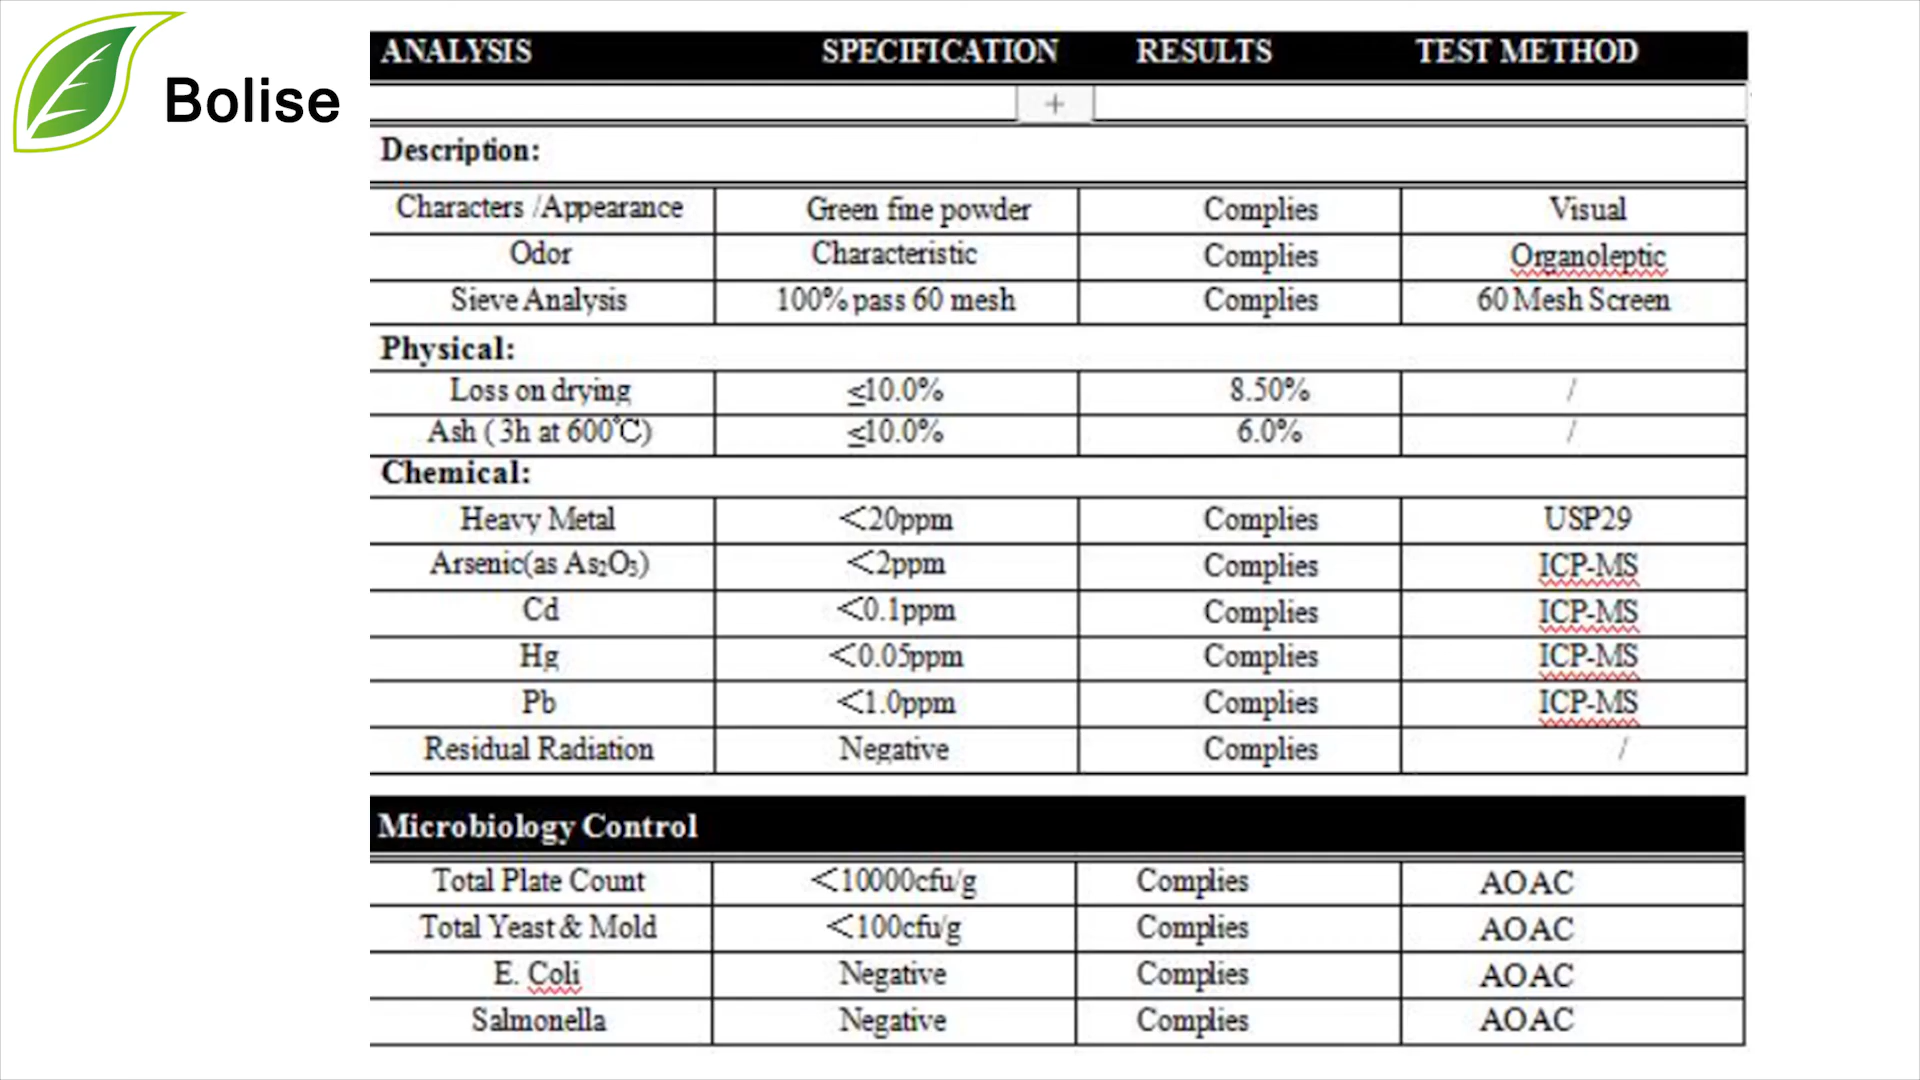 Bolise
ANALYSIS SPECIFICATION RESULTS TEST METHOD
+
Description:
Characters /Appearance Green fine powder Complies Visual
Odor Characteristic Complies Organoleptic
Sieve Analysis 100% pass 60 mesh Complies 60 Mesh Screen
Physical:
Loss on drying ≤10.0% 8.50% /
Ash ( 3h at 600℃) ≤10.0% 6.0% /
Chemical:
Heavy Metal <20ppm Complies USP29
Arsenic(as As₂O₃) <2ppm Complies ICP-MS
Cd <0.1ppm Complies ICP-MS
Hg <0.05ppm Complies ICP-MS
Pb <1.0ppm Complies ICP-MS
Residual Radiation Negative Complies /
Microbiology Control
Total Plate Count <10000cfu/g Complies AOAC
Total Yeast & Mold <100cfu/g Complies AOAC
E. Coli Negative Complies AOAC
Salmonella Negative Complies AOAC